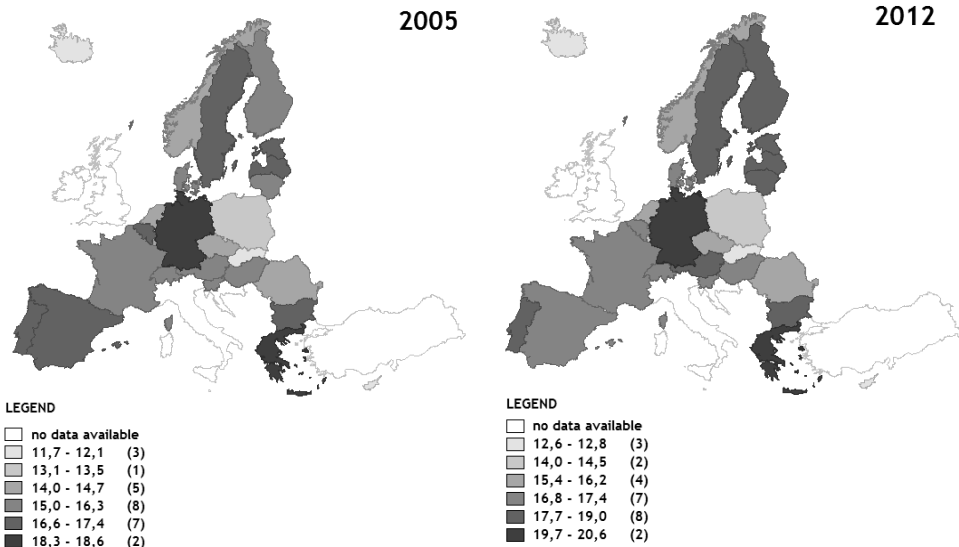 2005
2012
LEGEND
no data available
11,7 - 12,1 (3)
13,1 - 13,5 (1)
14,0 - 14,7 (5)
15,0 - 16,3 (8)
16,6 - 17,4 (7)
18,3 - 18,6 (2)
LEGEND
no data available
12,6 - 12,8 (3)
14,0 - 14,5 (2)
15,4 - 16,2 (4)
16,8 - 17,4 (7)
17,7 - 19,0 (8)
19,7 - 20,6 (2)